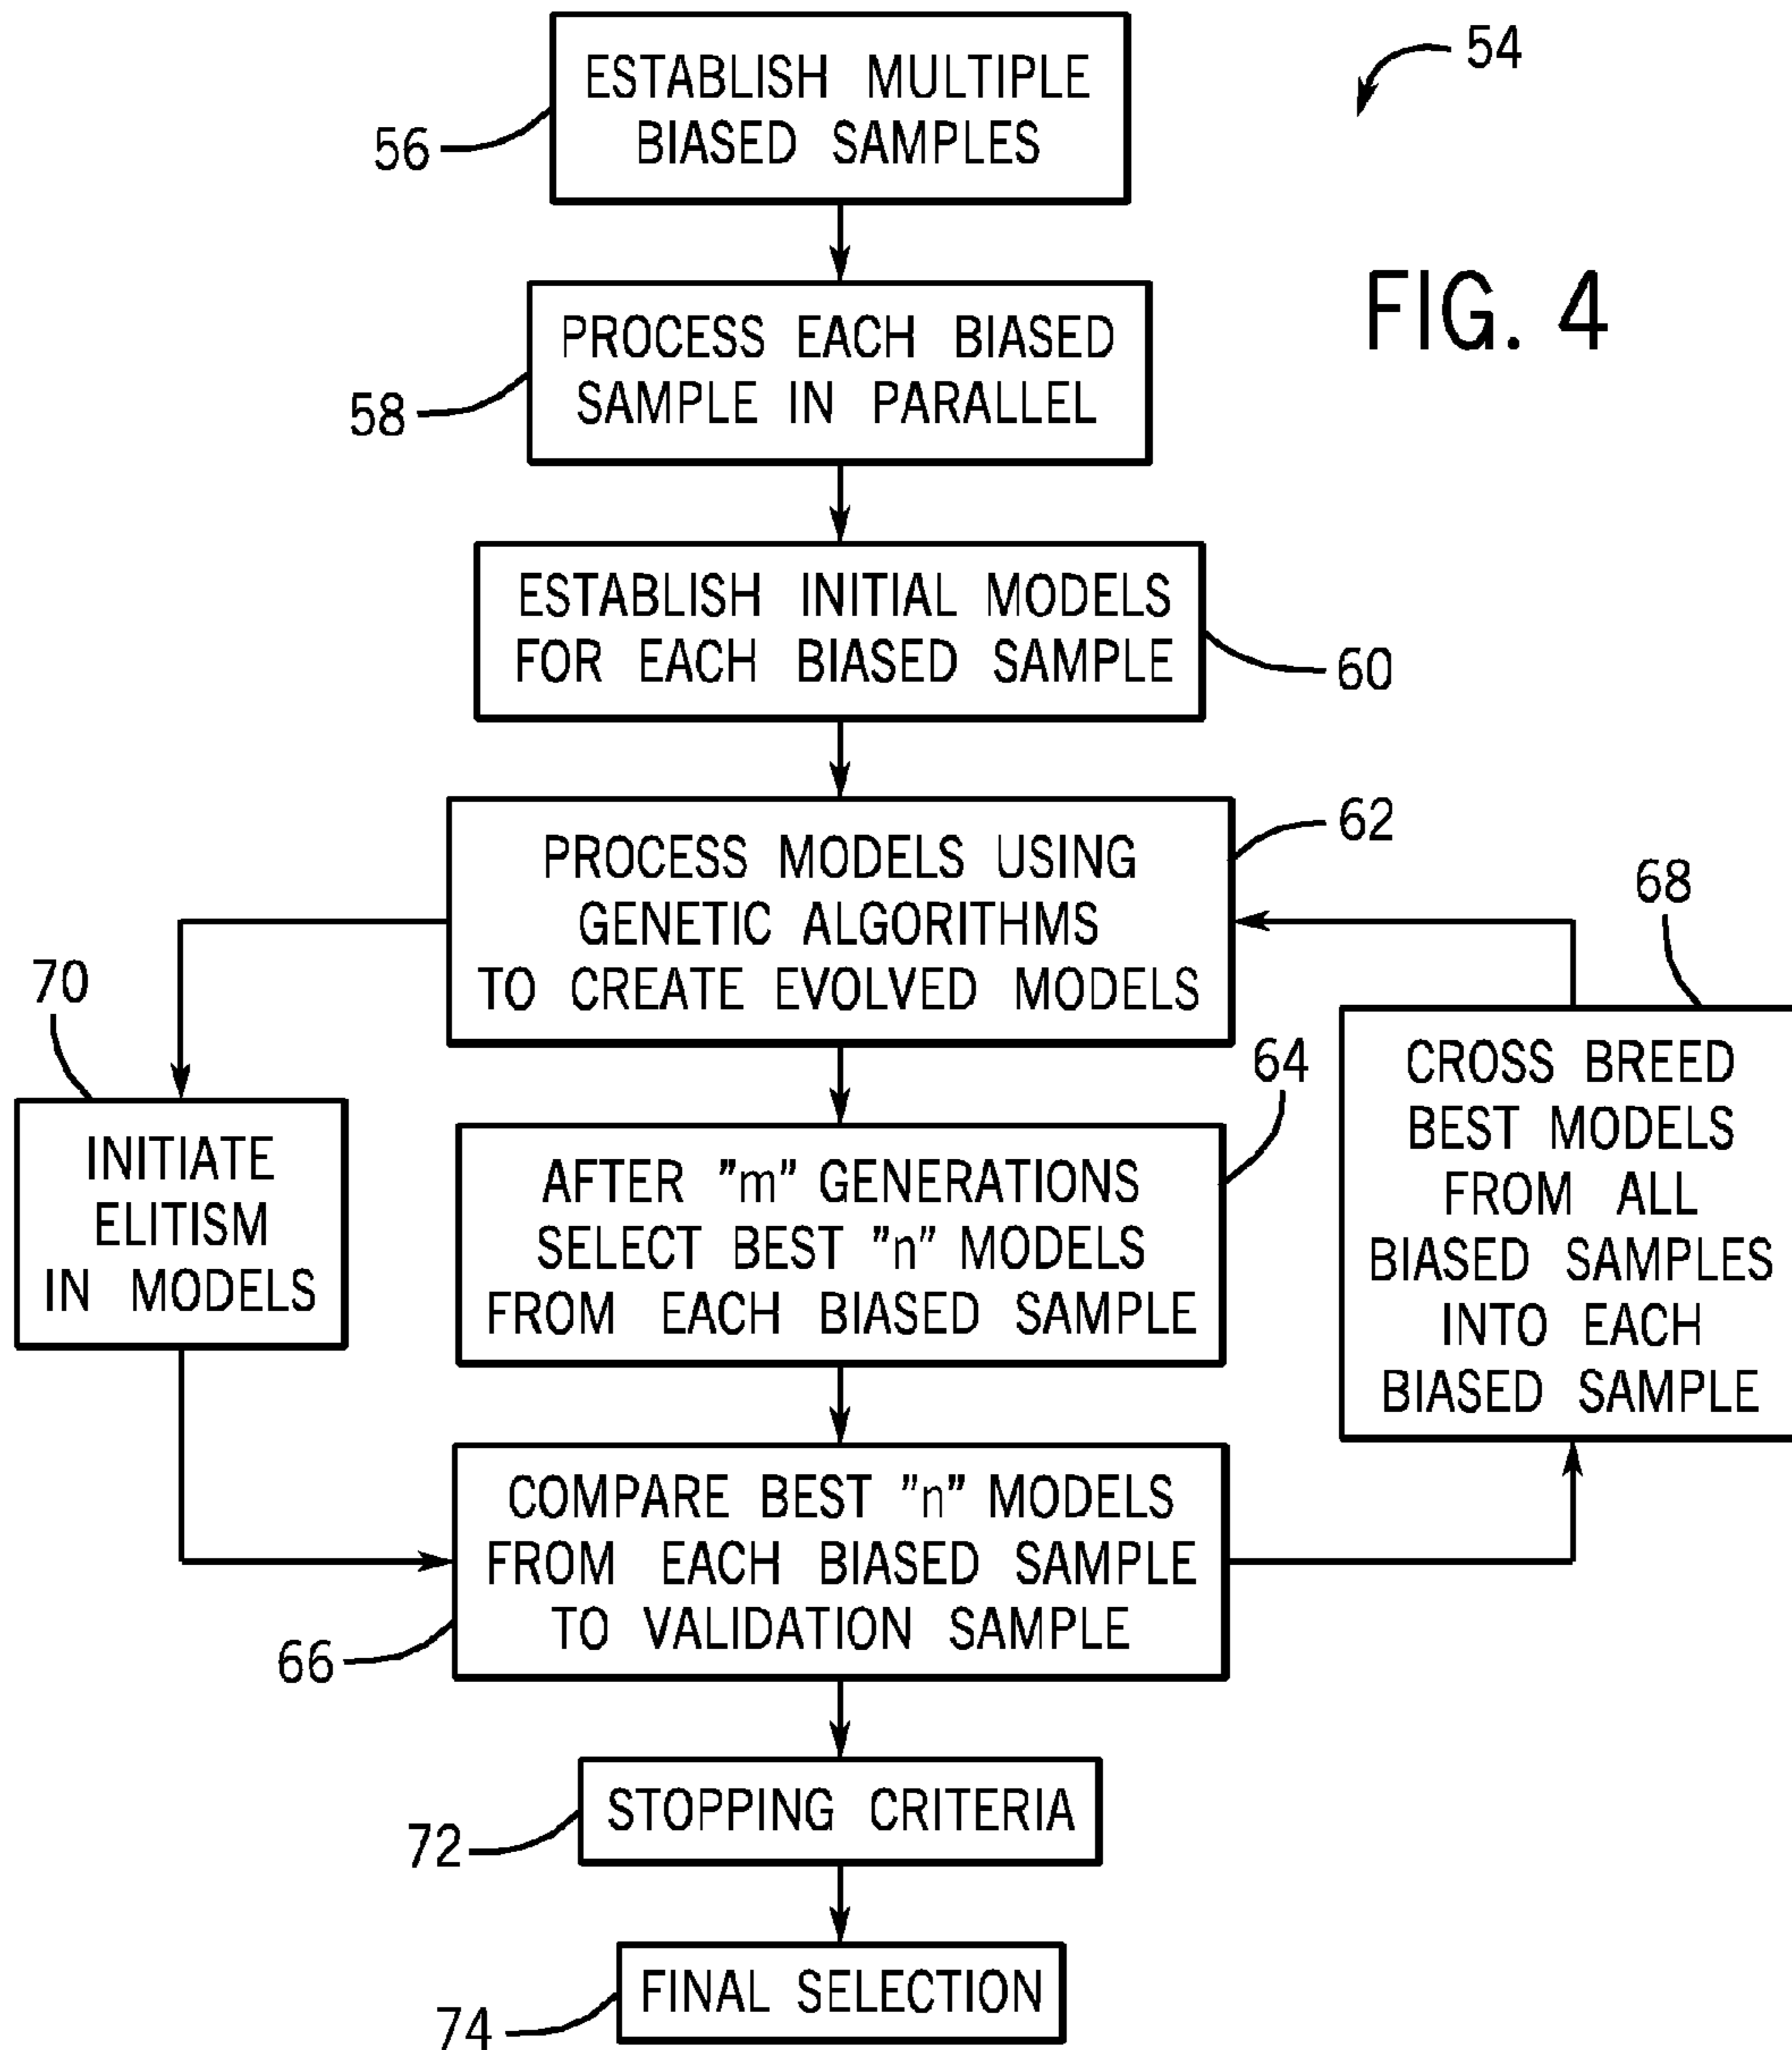 54
ESTABLISH MULTIPLE
BIASED SAMPLES
56
FIG. 4
PROCESS EACH BIASED
SAMPLE IN PARALLEL
58
ESTABLISH INITIAL MODELS
FOR EACH BIASED SAMPLE
60
PROCESS MODELS USING
GENETIC ALGORITHMS
TO CREATE EVOLVED MODELS
62
68
70
INITIATE
ELITISM
IN MODELS
64
AFTER "m" GENERATIONS
SELECT BEST "n" MODELS
FROM EACH BIASED SAMPLE
CROSS BREED
BEST MODELS
FROM ALL
BIASED SAMPLES
INTO EACH
BIASED SAMPLE
COMPARE BEST "n" MODELS
FROM EACH BIASED SAMPLE
TO VALIDATION SAMPLE
66
STOPPING CRITERIA
72
FINAL SELECTION
74